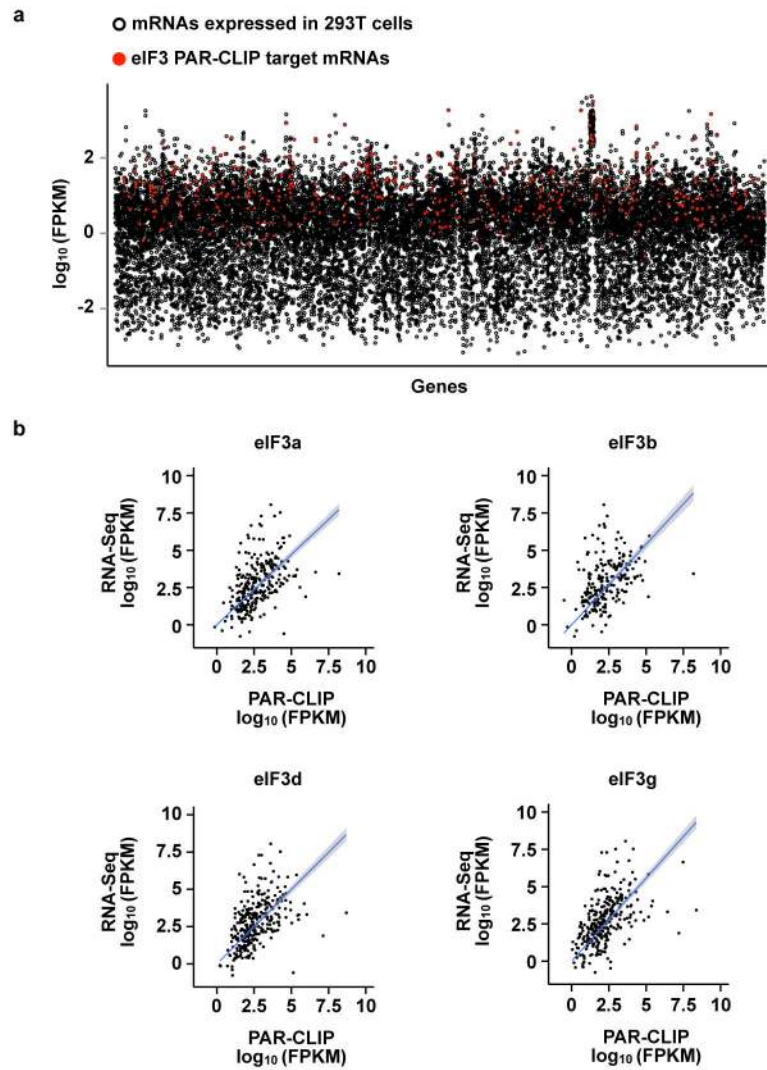 a
mRNAs expressed in 293T cells
eIF3 PAR-CLIP target mRNAs
log₁₀ (FPKM)
2
0
-2
Genes
b
eIF3a
RNA-Seq
log₁₀ (FPKM)
10
7.5
5
2.5
0
0 2.5 5 7.5 10
PAR-CLIP
log₁₀ (FPKM)
eIF3b
RNA-Seq
log₁₀ (FPKM)
10
7.5
5
2.5
0
0 2.5 5 7.5 10
PAR-CLIP
log₁₀ (FPKM)
eIF3d
RNA-Seq
log₁₀ (FPKM)
10
7.5
5
2.5
0
0 2.5 5 7.5 10
PAR-CLIP
log₁₀ (FPKM)
eIF3g
RNA-Seq
log₁₀ (FPKM)
10
7.5
5
2.5
0
0 2.5 5 7.5 10
PAR-CLIP
log₁₀ (FPKM)